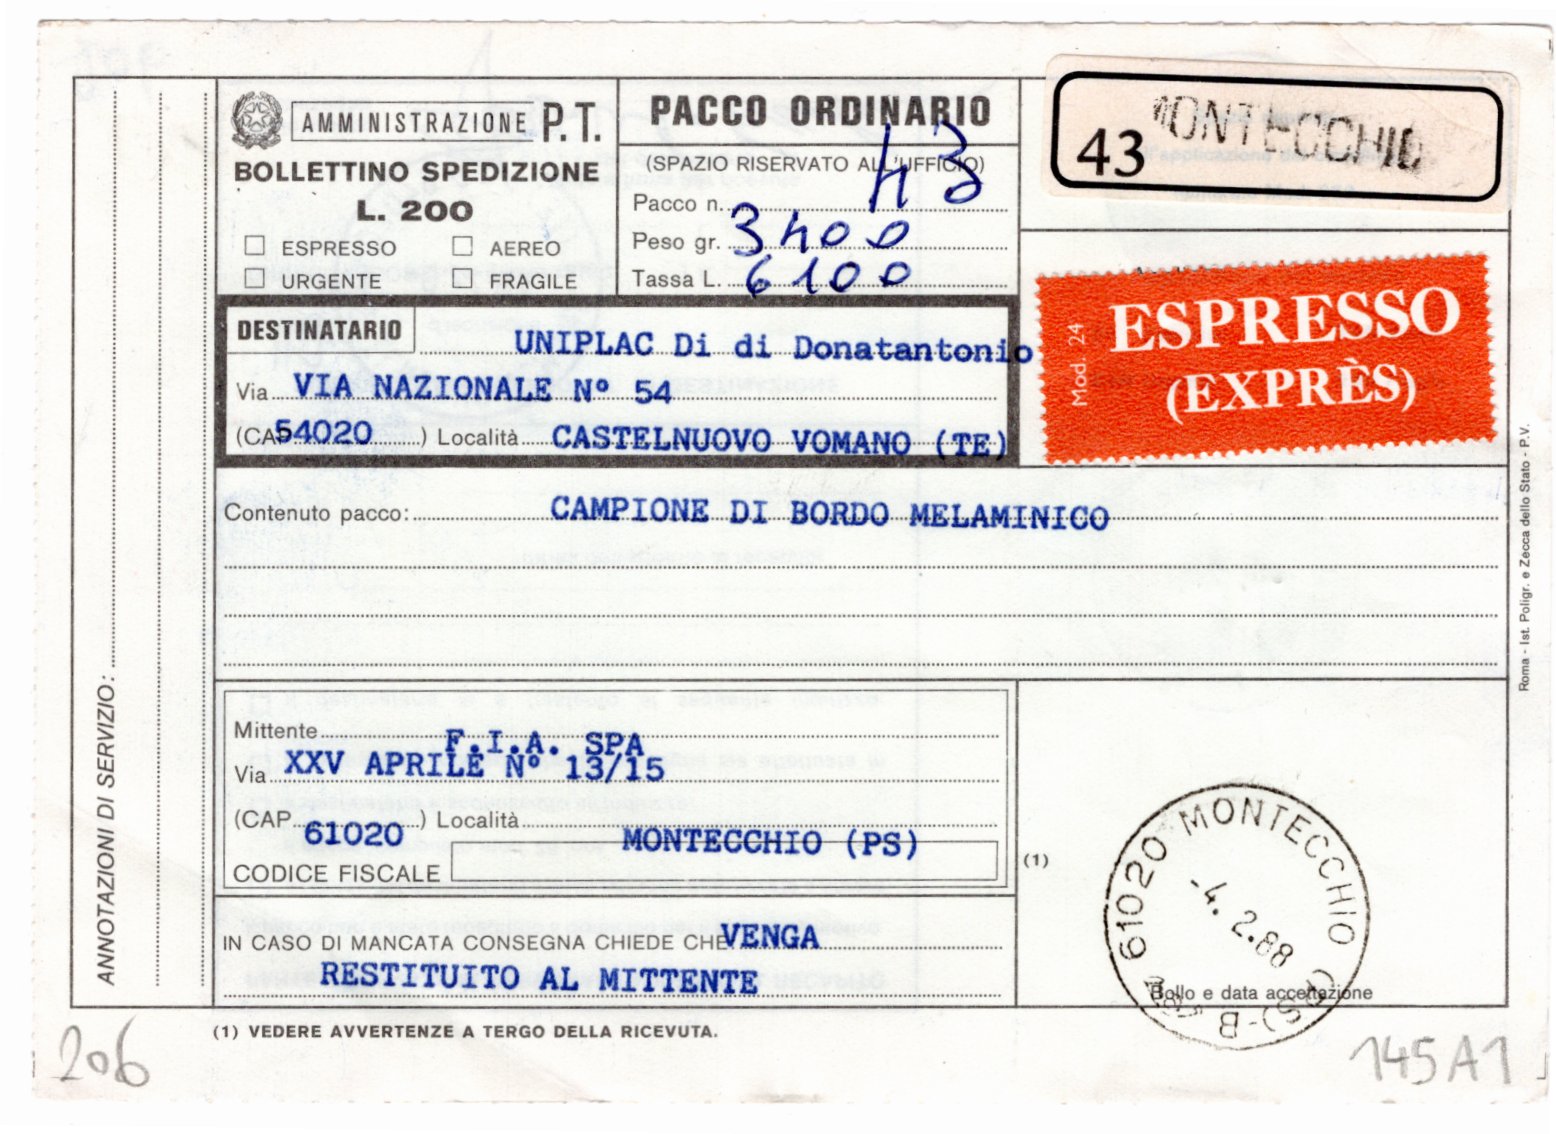 AMMINISTRAZIONE P.T.
BOLLETTINO SPEDIZIONE
L. 200
ESPRESSO AEREO
URGENTE FRAGILE
PACCO ORDINARIO
(SPAZIO RISERVATO ALL'UFFICIO)
Pacco n. 43
Peso gr. 3400
Tassa L. 6100
43 MONTECCHIO
Mod. 24
ESPRESSO
(EXPRÈS)
DESTINATARIO
UNIPLAC Di di Donatantonio
Via VIA NAZIONALE N° 54
(CAP 54020) Località CASTELNUOVO VOMANO (TE)
Contenuto pacco: CAMPIONE DI BORDO MELAMINICO
Mittente F.I.A. SPA
Via XXV APRILE N° 13/15
(CAP 61020) Località MONTECCHIO (PS)
CODICE FISCALE
IN CASO DI MANCATA CONSEGNA CHIEDE CHE VENGA
RESTITUITO AL MITTENTE
(1)
61020 MONTECCHIO (PS)-B
-4.2.88
Bollo e data accettazione
(1) VEDERE AVVERTENZE A TERGO DELLA RICEVUTA.
ANNOTAZIONI DI SERVIZIO:
Roma - Ist. Poligr. e Zecca dello Stato - P.V.
206
145A1